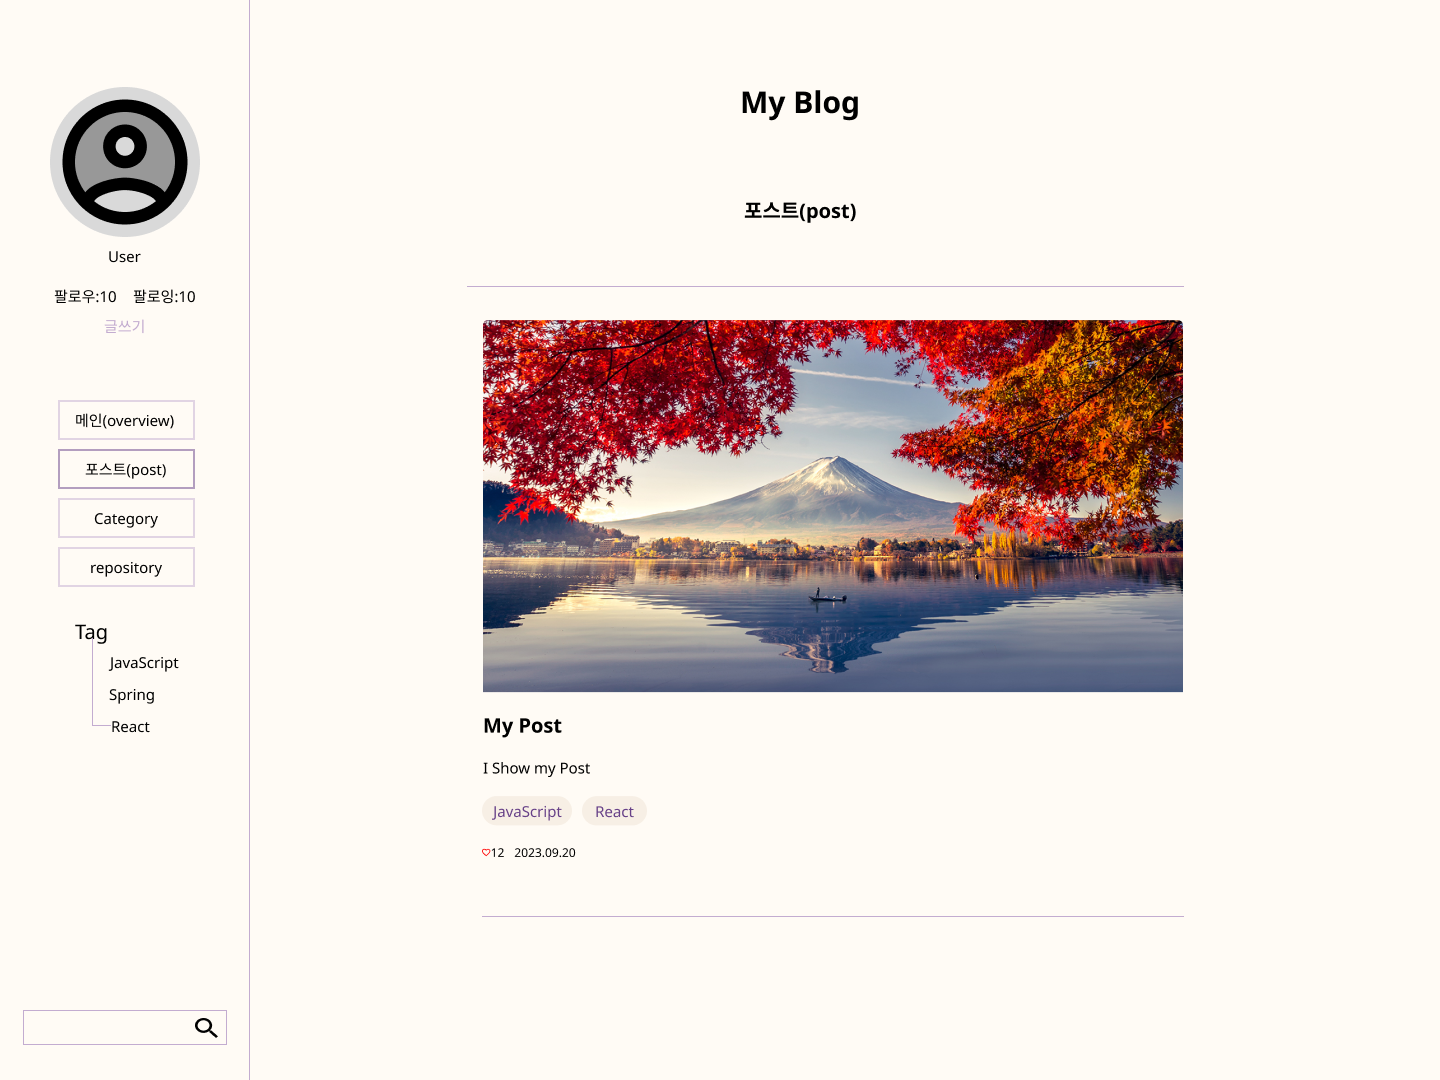 User
팔로우:10 팔로잉:10
글쓰기
메인(overview)
포스트(post)
Category
repository
Tag
JavaScript
Spring
React
My Blog
포스트(post)
My Post
I Show my Post
JavaScript React
12 2023.09.20